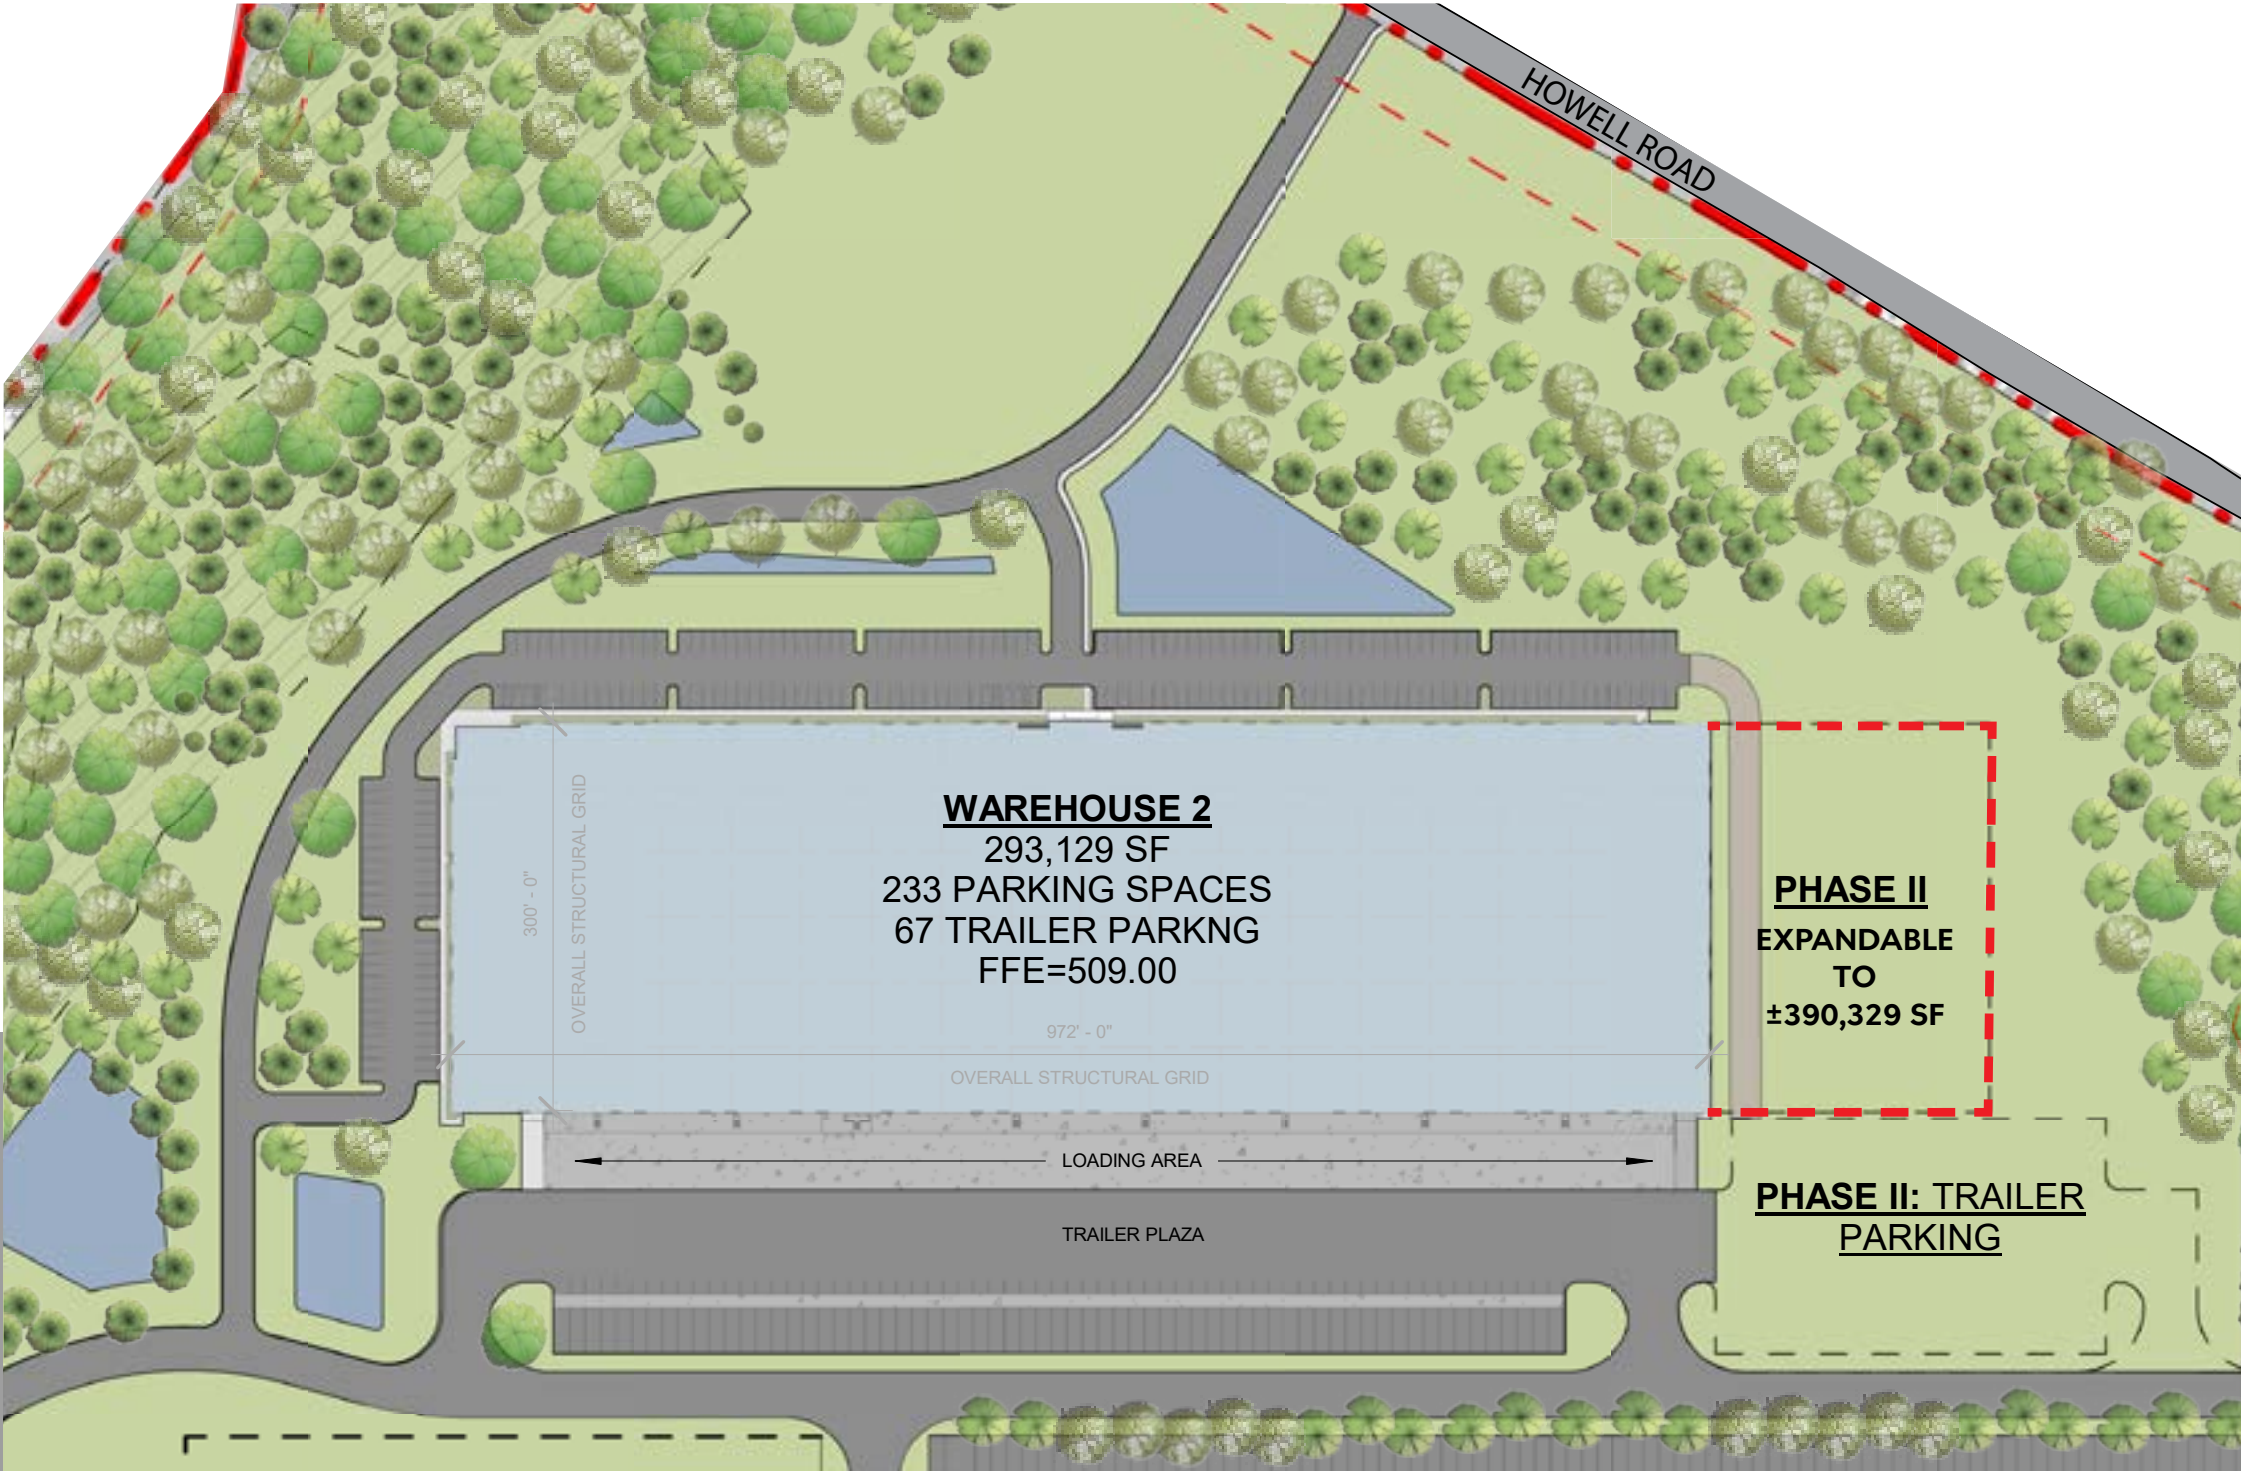 HOWELL ROAD
WAREHOUSE 2
293,129 SF
233 PARKING SPACES
67 TRAILER PARKNG
FFE=509.00
300' - 0"
OVERALL STRUCTURAL GRID
972' - 0"
OVERALL STRUCTURAL GRID
PHASE II
EXPANDABLE
TO
±390,329 SF
LOADING AREA
TRAILER PLAZA
PHASE II: TRAILER
PARKING